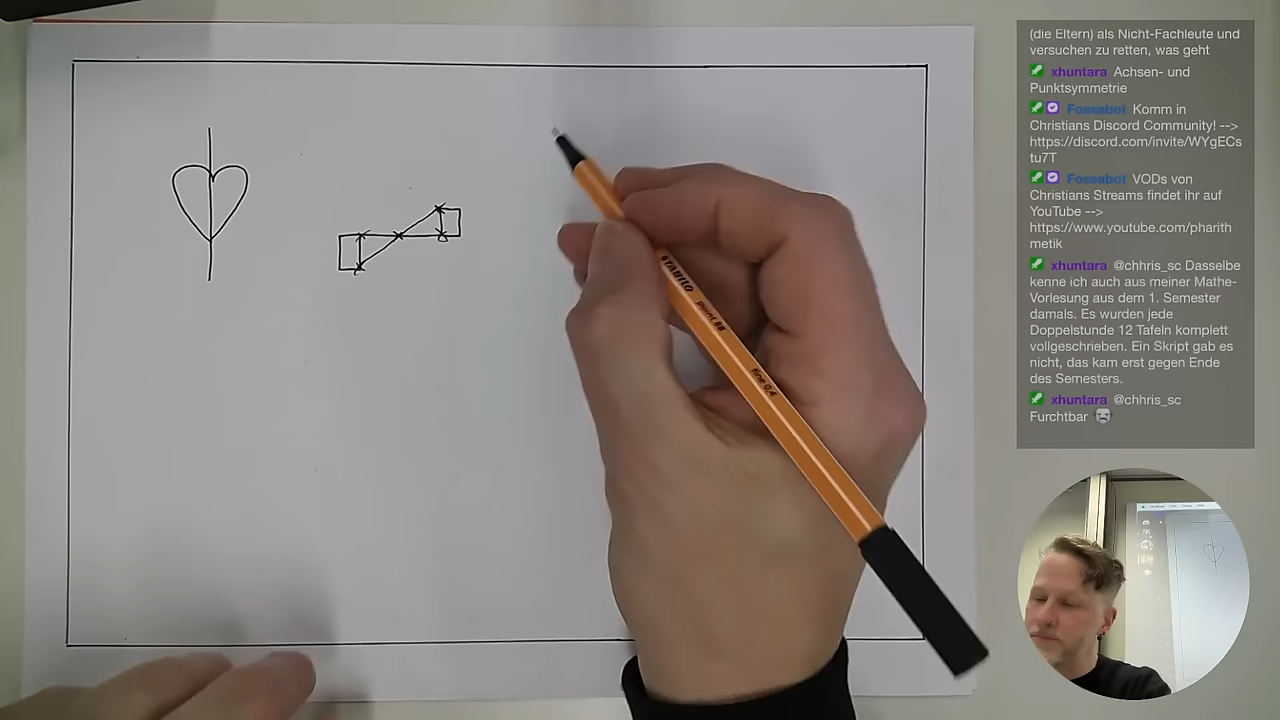 (die Eltern) als Nicht-Fachleute und
versuchen zu retten, was geht
xhuntara Achsen- und
Punktsymmetrie
Fossabot Komm in
Christians Discord Community! -->
https://discord.com/invite/WYgECs
tu7T
Fossabot VODs von
Christians Streams findet ihr auf
YouTube -->
https://www.youtube.com/pharith
metik
xhuntara @chhris_sc Dasselbe
kenne ich auch aus meiner Mathe-
Vorlesung aus dem 1. Semester
damals. Es wurden jede
Doppelstunde 12 Tafeln komplett
vollgeschrieben. Ein Skript gab es
nicht, das kam erst gegen Ende
des Semesters.
xhuntara @chhris_sc
Furchtbar
STABILO point 88 fine 0,4